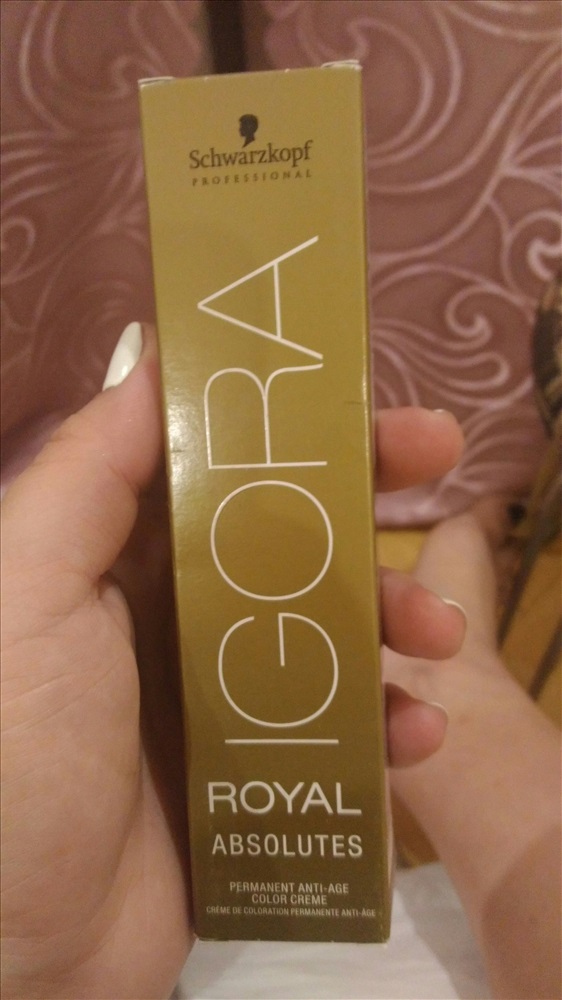 Schwarzkopf
PROFESSIONAL
IGORA
ROYAL
ABSOLUTES
PERMANENT ANTI-AGE
COLOR CREME
CRÈME DE COLORATION PERMANENTE ANTI-ÂGE